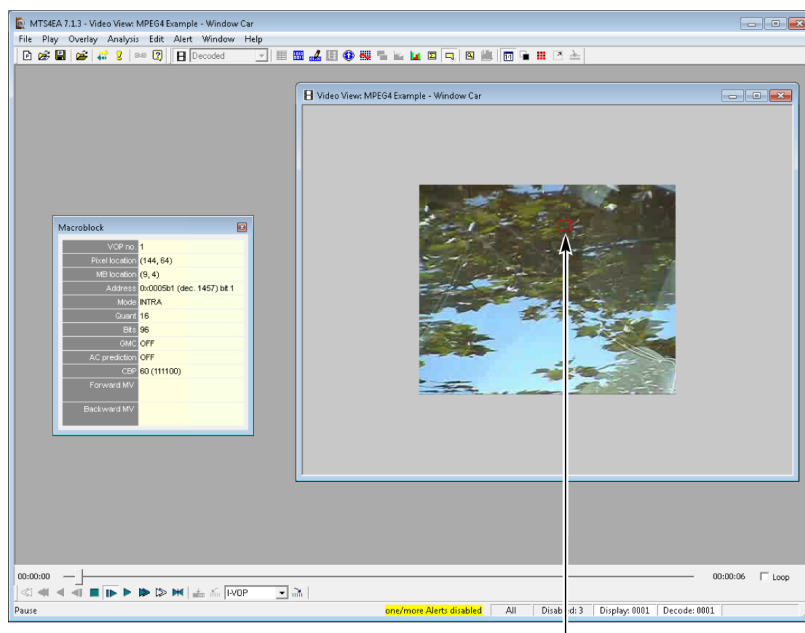 MTS4EA 7.1.3 - Video View: MPEG4 Example - Window Car
File Play Overlay Analysis Edit Alert Window Help
Decoded
Video View: MPEG4 Example - Window Car
Macroblock
VOP no. 1
Pixel location (144, 64)
MB location (9, 4)
Address 0x0005b1 (dec. 1457) bit 1
Mode INTRA
Quant 16
Bits 96
GMC OFF
AC prediction OFF
CBP 60 (111100)
Forward MV
Backward MV
00:00:00
00:00:06 Loop
I-VOP
Pause
one/more Alerts disabled All Disabled: 3 Display: 0001 Decode: 0001